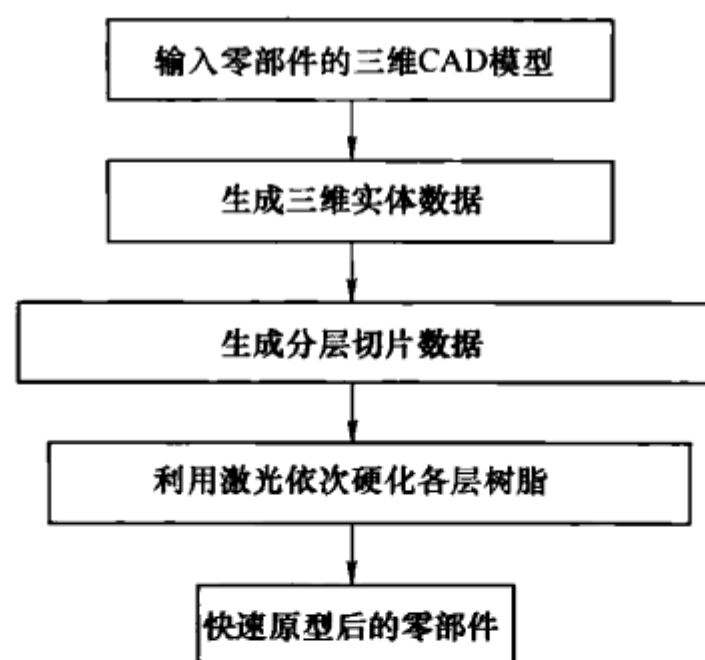 输入零部件的三维CAD模型
生成三维实体数据
生成分层切片数据
利用激光依次硬化各层树脂
快速原型后的零部件